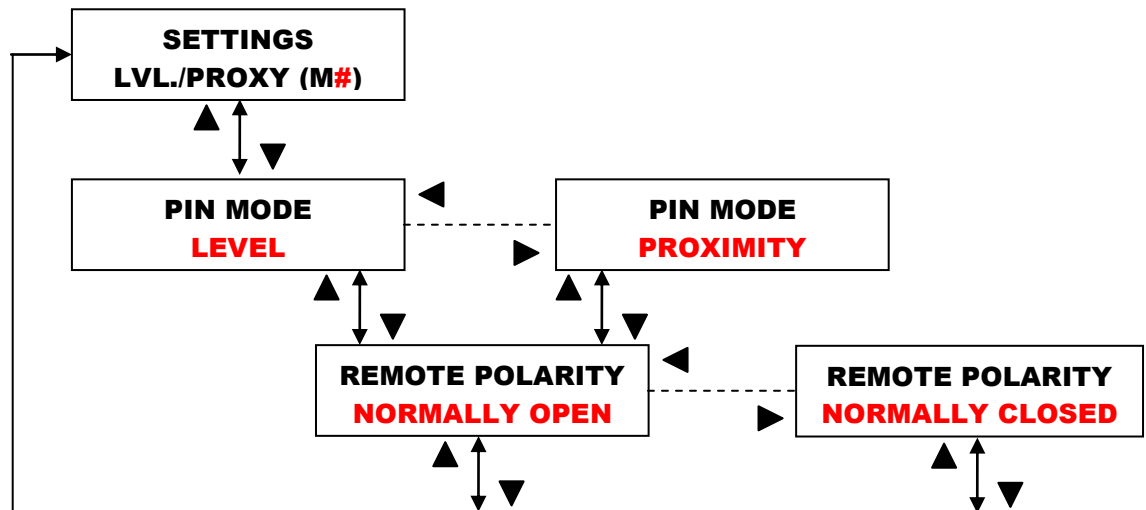 SETTINGS
LVL./PROXY (M#)
PIN MODE
LEVEL
PIN MODE
PROXIMITY
REMOTE POLARITY
NORMALLY OPEN
REMOTE POLARITY
NORMALLY CLOSED